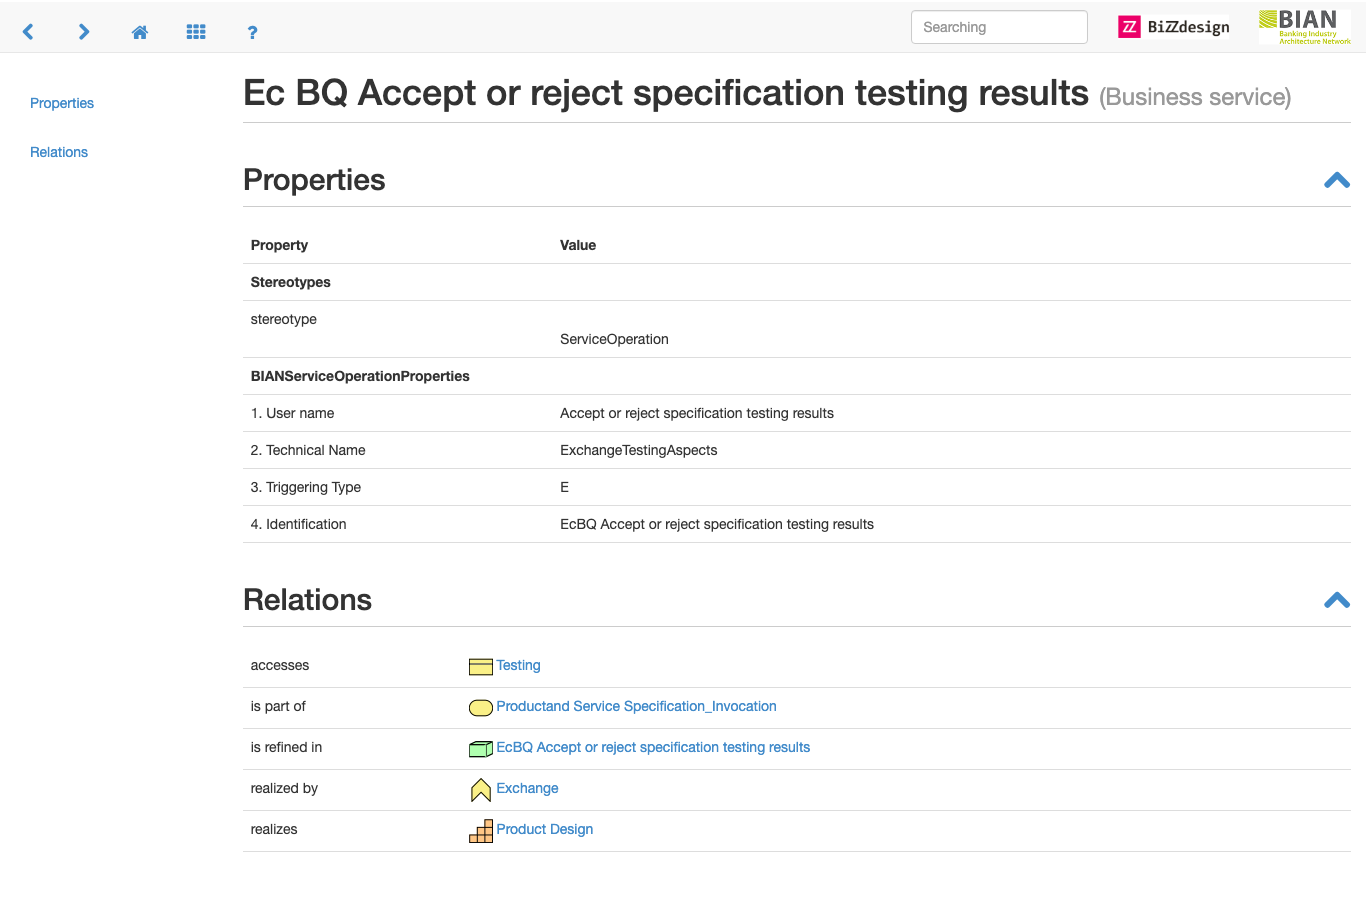 ?
Searching
ZZ BiZZdesign
BIAN
Banking Industry
Architecture Network
Properties
Relations
Ec BQ Accept or reject specification testing results (Business service)
Properties
Property Value
Stereotypes
stereotype
ServiceOperation
BIANServiceOperationProperties
1. User name Accept or reject specification testing results
2. Technical Name ExchangeTestingAspects
3. Triggering Type E
4. Identification EcBQ Accept or reject specification testing results
Relations
accesses Testing
is part of Productand Service Specification_Invocation
is refined in EcBQ Accept or reject specification testing results
realized by Exchange
realizes Product Design